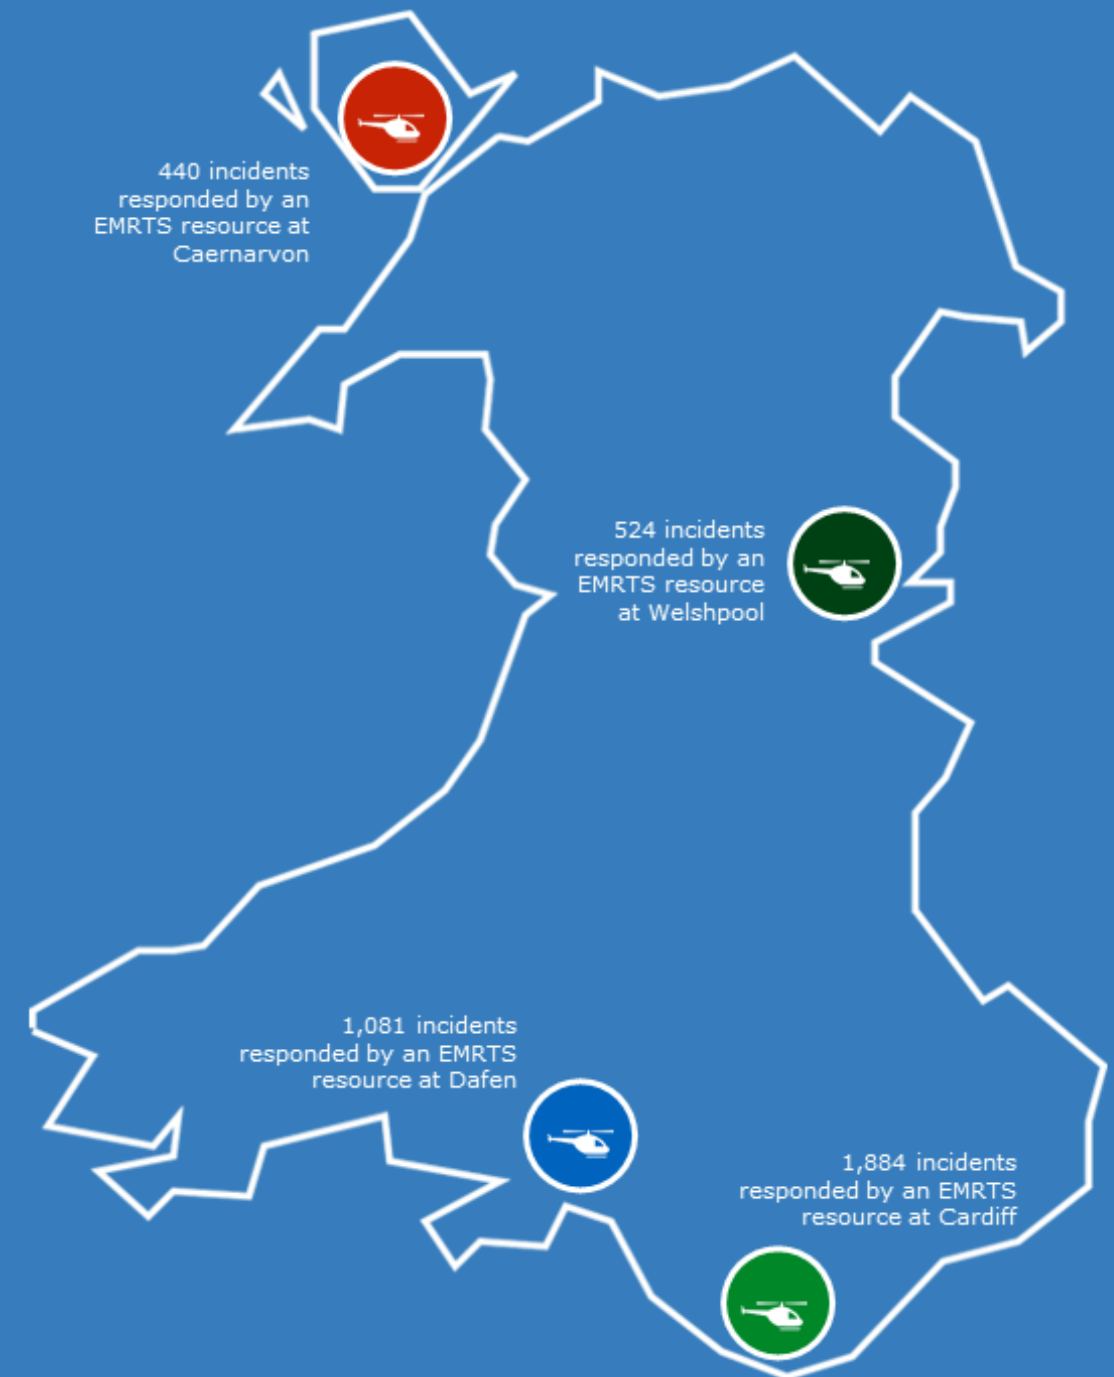 440 incidents
responded by an
EMRTS resource at
Caernarvon
524 incidents
responded by an
EMRTS resource
at Welshpool
1,081 incidents
responded by an EMRTS
resource at Dafen
1,884 incidents
responded by an EMRTS
resource at Cardiff